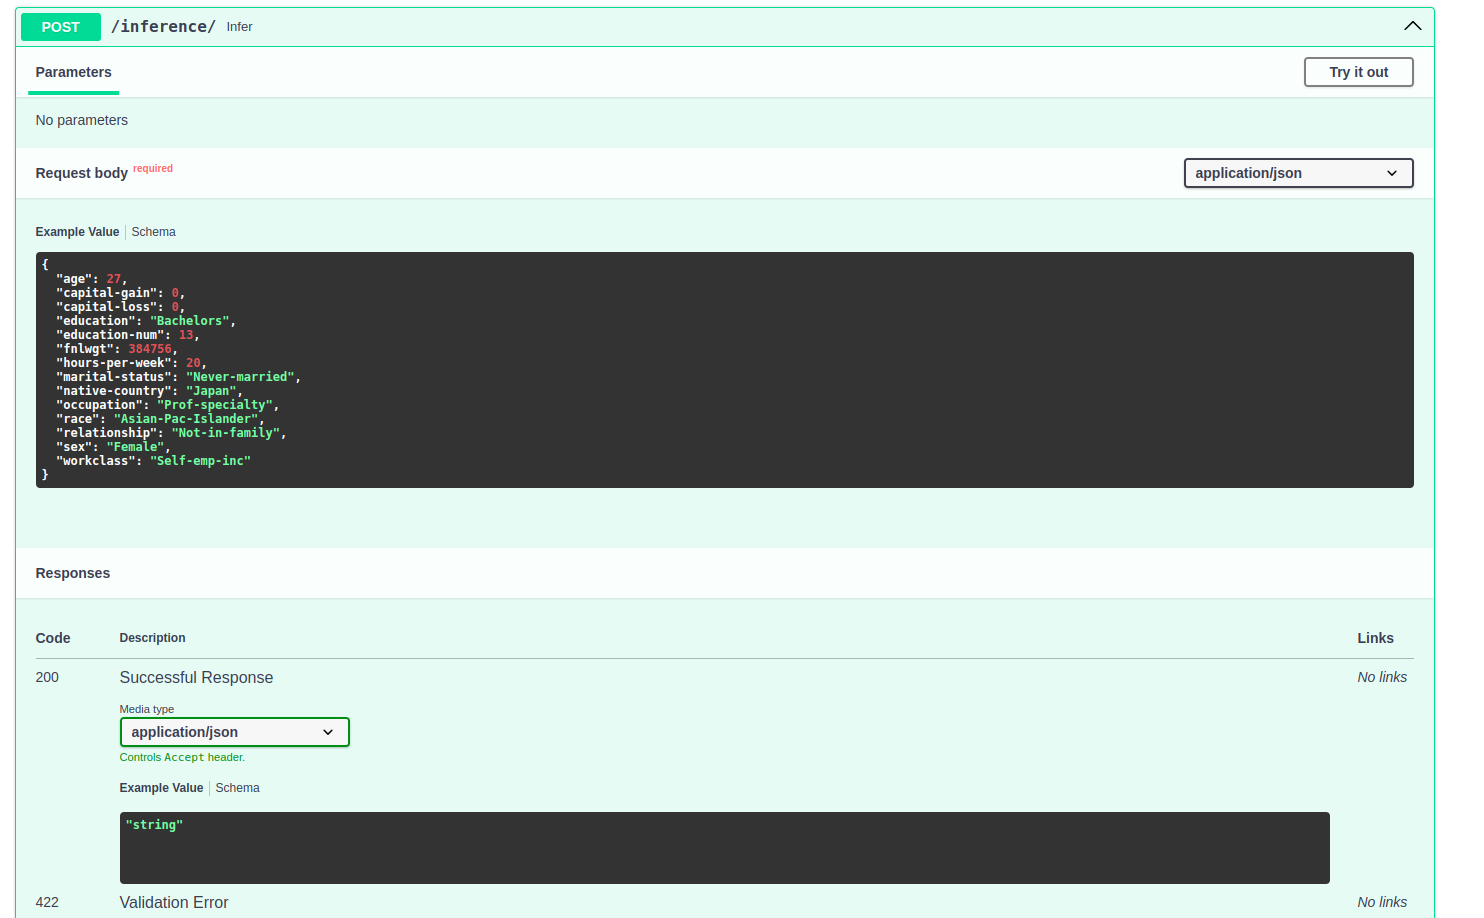 POST /inference/ Infer
Parameters
Try it out
No parameters
Request body required
application/json
Example Value Schema
{
  "age": 27,
  "capital-gain": 0,
  "capital-loss": 0,
  "education": "Bachelors",
  "education-num": 13,
  "fnlwgt": 384756,
  "hours-per-week": 20,
  "marital-status": "Never-married",
  "native-country": "Japan",
  "occupation": "Prof-specialty",
  "race": "Asian-Pac-Islander",
  "relationship": "Not-in-family",
  "sex": "Female",
  "workclass": "Self-emp-inc"
}
Responses
Code Description Links
200 Successful Response No links
Media type
application/json
Controls Accept header.
Example Value Schema
"string"
422 Validation Error No links